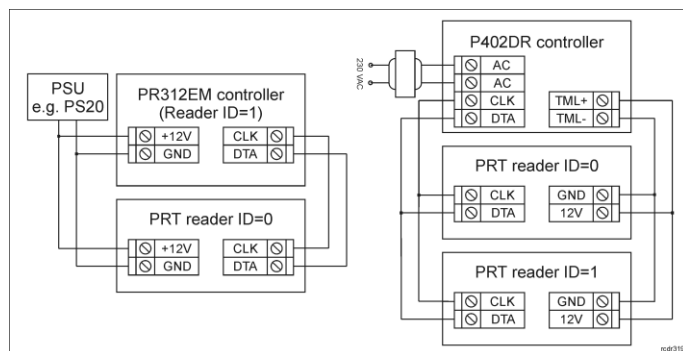 PSU
e.g. PS20
PR312EM controller
(Reader ID=1)
+12V
GND
CLK
DTA
PRT reader ID=0
+12V
GND
CLK
DTA
230 VAC
P402DR controller
AC
AC
CLK
DTA
TML+
TML-
PRT reader ID=0
CLK
DTA
GND
12V
PRT reader ID=1
CLK
DTA
GND
12V
rcdr319